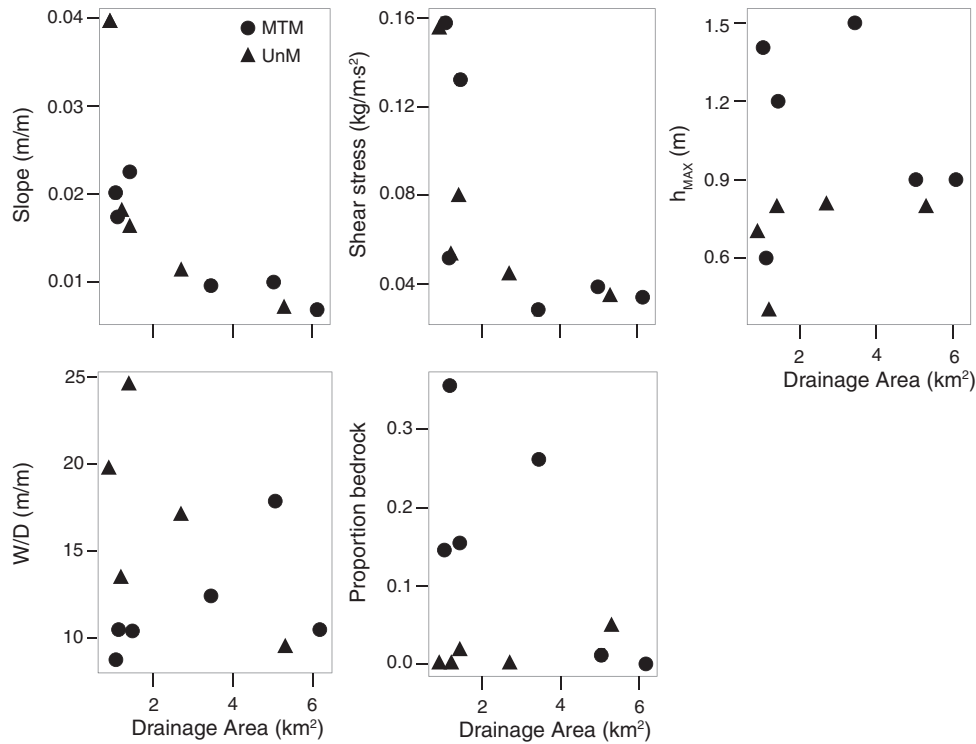 0.04
0.03
0.02
0.01
Slope (m/m)
MTM
UnM
0.16
0.12
0.08
0.04
Shear stress (kg/m·s²)
1.5
1.2
0.9
0.6
hMAX (m)
2 4 6
Drainage Area (km²)
25
20
15
10
W/D (m/m)
2 4 6
Drainage Area (km²)
0.3
0.2
0.1
0.0
Proportion bedrock
2 4 6
Drainage Area (km²)